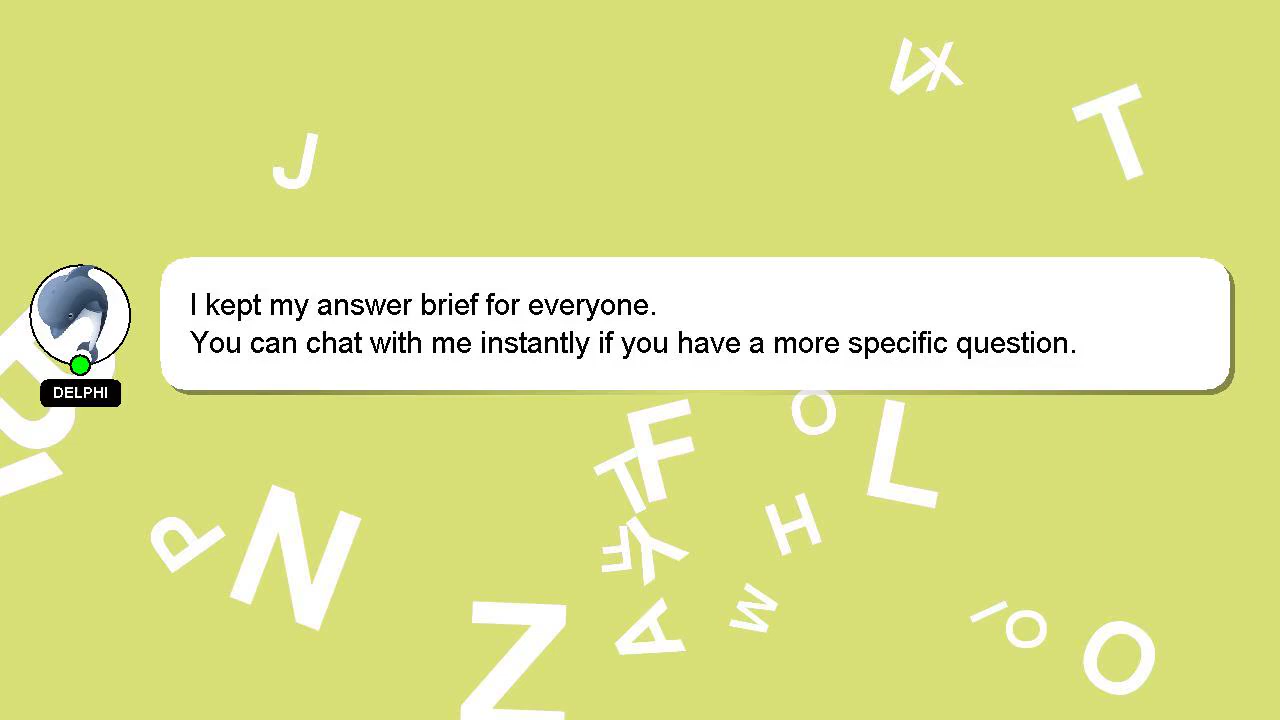 V
X
T
J
I kept my answer brief for everyone.
You can chat with me instantly if you have a more specific question.
DELPHI
F
O
L
T
P
N
H
F
Y
Z
A
M
I
O
O